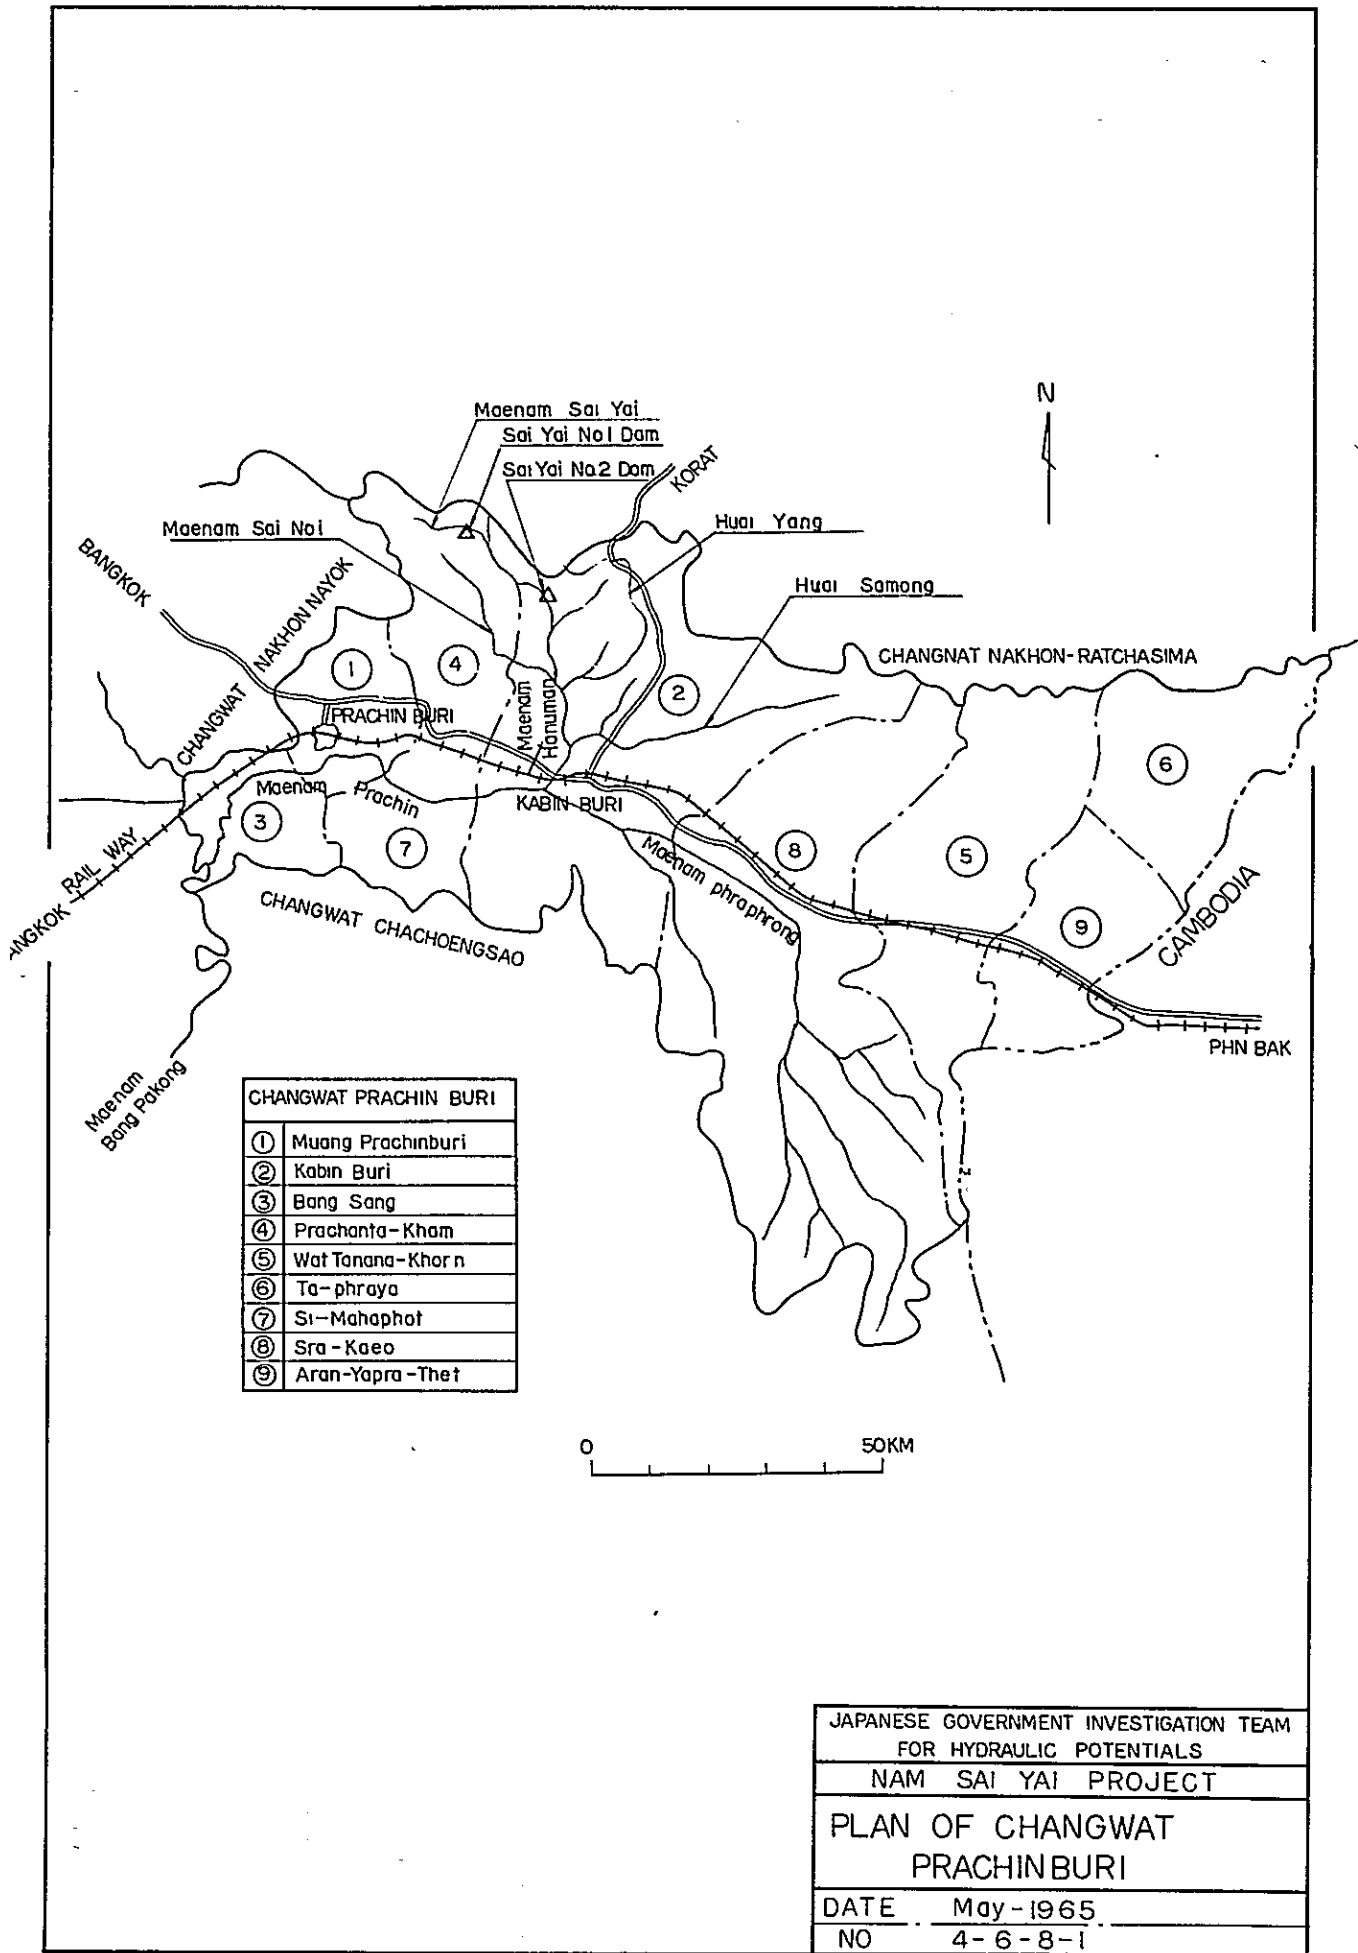 N
Maenam Sai Yai
Sai Yai No1 Dam
Sai Yai No.2 Dam
KORAT
Maenam Sai Noi
Huai Yang
BANGKOK
CHANGWAT NAKHON NAYOK
Huai Samong
CHANGNAT NAKHON-RATCHASIMA
1
4
2
6
PRACHIN BURI
Maenam
Hanuman
Maenam Prachin
KABIN BURI
3
7
8
5
9
Maenam phraphrong
ANGKOK RAIL WAY
CHANGWAT CHACHOENGSAO
CAMBODIA
PHN BAK
Maenam
Bang Pakong
CHANGWAT PRACHIN BURI
1 Muang Prachinburi
2 Kabin Buri
3 Bang Sang
4 Prachanta-Kham
5 Wat Tanana-Khorn
6 Ta-phraya
7 Si-Mahaphot
8 Sra-Kaeo
9 Aran-Yapra-Thet
0 50KM
JAPANESE GOVERNMENT INVESTIGATION TEAM
FOR HYDRAULIC POTENTIALS
NAM SAI YAI PROJECT
PLAN OF CHANGWAT
PRACHINBURI
DATE May-1965
NO 4-6-8-1